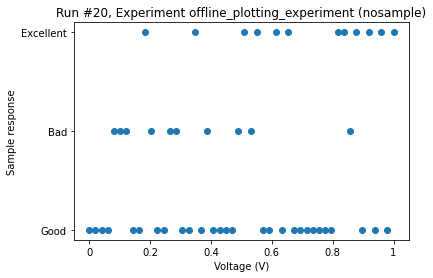 Run #20, Experiment offline_plotting_experiment (nosample)
Excellent
Bad
Good
Sample response
0 0.2 0.4 0.6 0.8 1
Voltage (V)